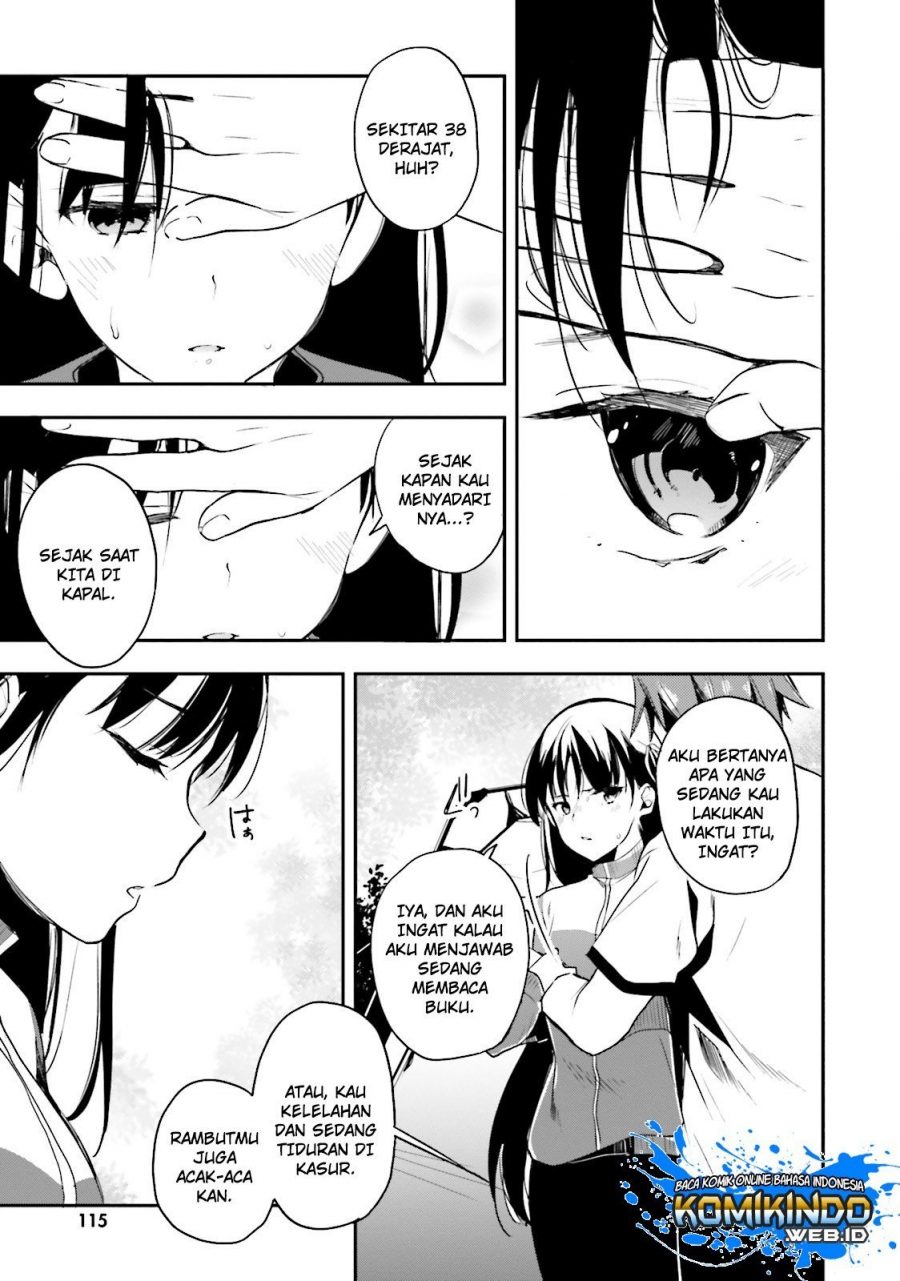 SEKITAR 38
DERAJAT,
HUH?
SEJAK
KAPAN KAU
MENYADARI
NYA...?
SEJAK SAAT
KITA DI
KAPAL.
AKU BERTANYA
APA YANG
SEDANG KAU
LAKUKAN
WAKTU ITU,
INGAT?
IYA, DAN AKU
INGAT KALAU
AKU MENJAWAB
SEDANG
MEMBACA
BUKU.
ATAU, KAU
KELELAHAN
DAN SEDANG
TIDURAN DI
KASUR.
RAMBUTMU
JUGA
ACAK-ACA
KAN.
はぁ
115
BACA KOMIK ONLINE BAHASA INDONESIA
KOMIKINDO
WEB.ID